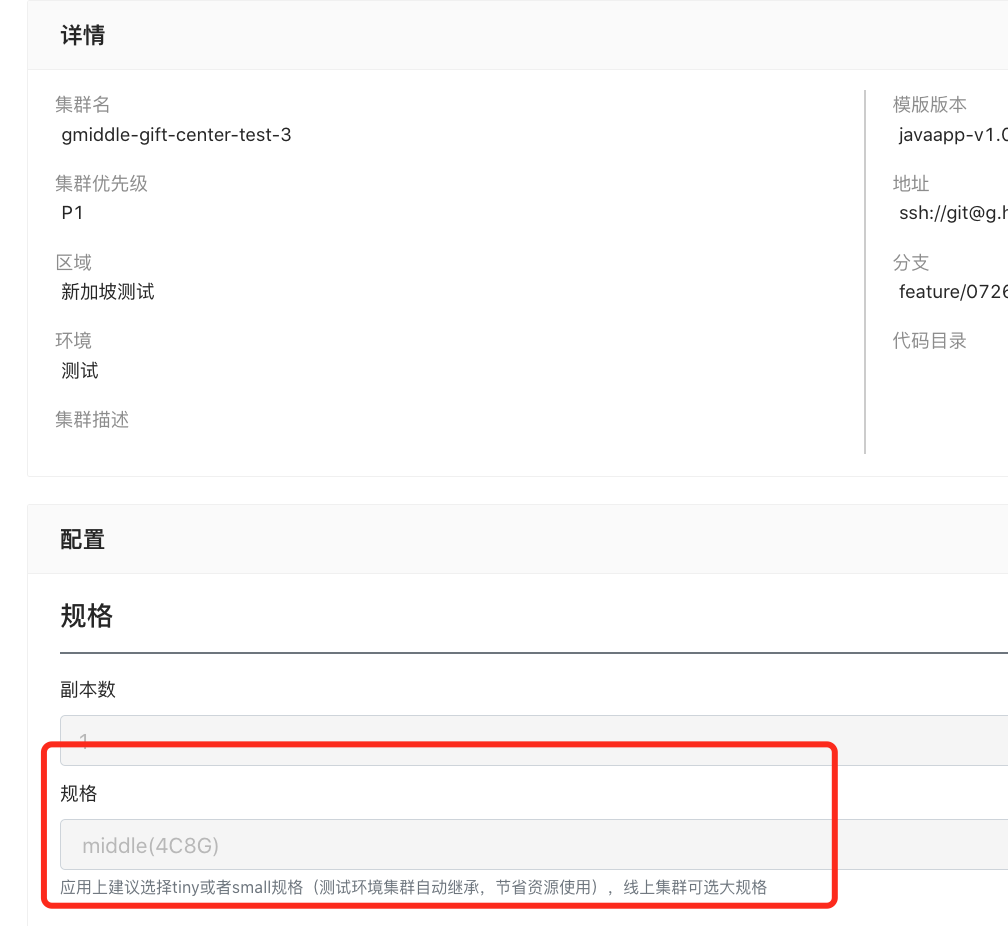 详情
集群名
gmiddle-gift-center-test-3
集群优先级
P1
区域
新加坡测试
环境
测试
集群描述
模版版本
javaapp-v1.0
地址
ssh://git@g.h
分支
feature/0726
代码目录
配置
规格
副本数
1
规格
middle(4C8G)
应用上建议选择tiny或者small规格（测试环境集群自动继承，节省资源使用），线上集群可选大规格